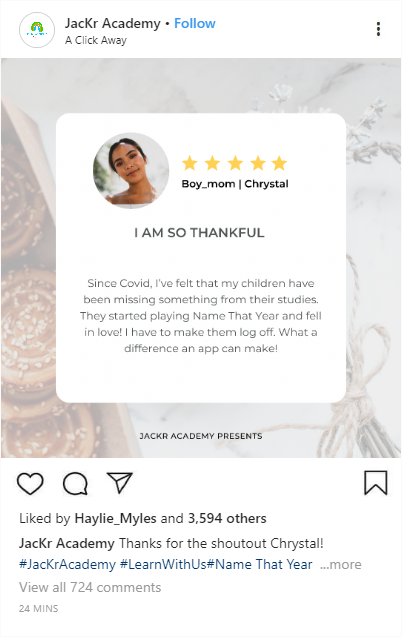 JacKr Academy • Follow
A Click Away
Boy_mom | Chrystal
I AM SO THANKFUL
Since Covid, I've felt that my children have
been missing something from their studies.
They started playing Name That Year and fell
in love! I have to make them log off. What a
difference an app can make!
JACKR ACADEMY PRESENTS
Liked by Haylie_Myles and 3,594 others
JacKr Academy Thanks for the shoutout Chrystal!
#JacKrAcademy #LearnWithUs#Name That Year ...more
View all 724 comments
24 MINS